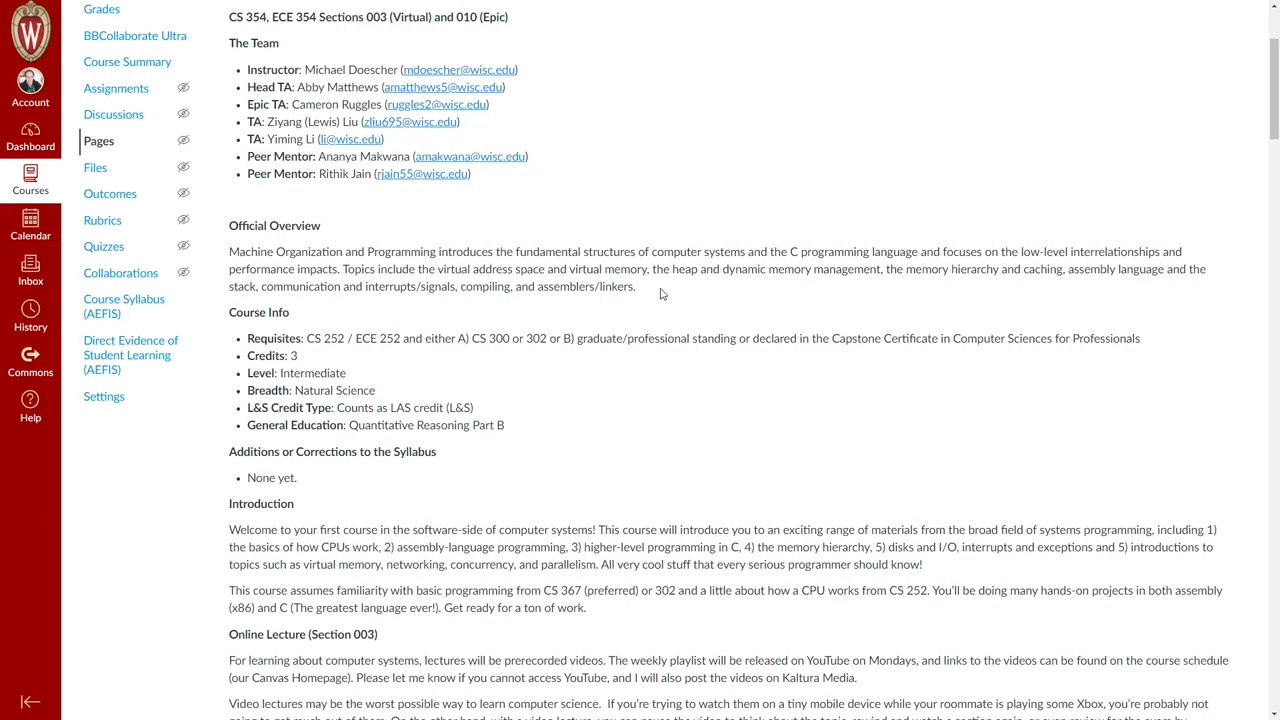 W
Account
Dashboard
Courses
Calendar
Inbox
History
Commons
Help
Grades
BBCollaborate Ultra
Course Summary
Assignments
Discussions
Pages
Files
Outcomes
Rubrics
Quizzes
Collaborations
Course Syllabus
(AEFIS)
Direct Evidence of
Student Learning
(AEFIS)
Settings
CS 354, ECE 354 Sections 003 (Virtual) and 010 (Epic)
The Team
• Instructor: Michael Doescher (mdoescher@wisc.edu)
• Head TA: Abby Matthews (amatthews5@wisc.edu)
• Epic TA: Cameron Ruggles (ruggles2@wisc.edu)
• TA: Ziyang (Lewis) Liu (zliu695@wisc.edu)
• TA: Yiming Li (li@wisc.edu)
• Peer Mentor: Ananya Makwana (amakwana@wisc.edu)
• Peer Mentor: Rithik Jain (rjain55@wisc.edu)
Official Overview
Machine Organization and Programming introduces the fundamental structures of computer systems and the C programming language and focuses on the low-level interrelationships and
performance impacts. Topics include the virtual address space and virtual memory, the heap and dynamic memory management, the memory hierarchy and caching, assembly language and the
stack, communication and interrupts/signals, compiling, and assemblers/linkers.
Course Info
• Requisites: CS 252 / ECE 252 and either A) CS 300 or 302 or B) graduate/professional standing or declared in the Capstone Certificate in Computer Sciences for Professionals
• Credits: 3
• Level: Intermediate
• Breadth: Natural Science
• L&S Credit Type: Counts as LAS credit (L&S)
• General Education: Quantitative Reasoning Part B
Additions or Corrections to the Syllabus
• None yet.
Introduction
Welcome to your first course in the software-side of computer systems! This course will introduce you to an exciting range of materials from the broad field of systems programming, including 1)
the basics of how CPUs work, 2) assembly-language programming, 3) higher-level programming in C, 4) the memory hierarchy, 5) disks and I/O, interrupts and exceptions and 5) introductions to
topics such as virtual memory, networking, concurrency, and parallelism. All very cool stuff that every serious programmer should know!
This course assumes familiarity with basic programming from CS 367 (preferred) or 302 and a little about how a CPU works from CS 252. You'll be doing many hands-on projects in both assembly
(x86) and C (The greatest language ever!). Get ready for a ton of work.
Online Lecture (Section 003)
For learning about computer systems, lectures will be prerecorded videos. The weekly playlist will be released on YouTube on Mondays, and links to the videos can be found on the course schedule
(our Canvas Homepage). Please let me know if you cannot access YouTube, and I will also post the videos on Kaltura Media.
Video lectures may be the worst possible way to learn computer science. If you're trying to watch them on a tiny mobile device while your roommate is playing some Xbox, you're probably not